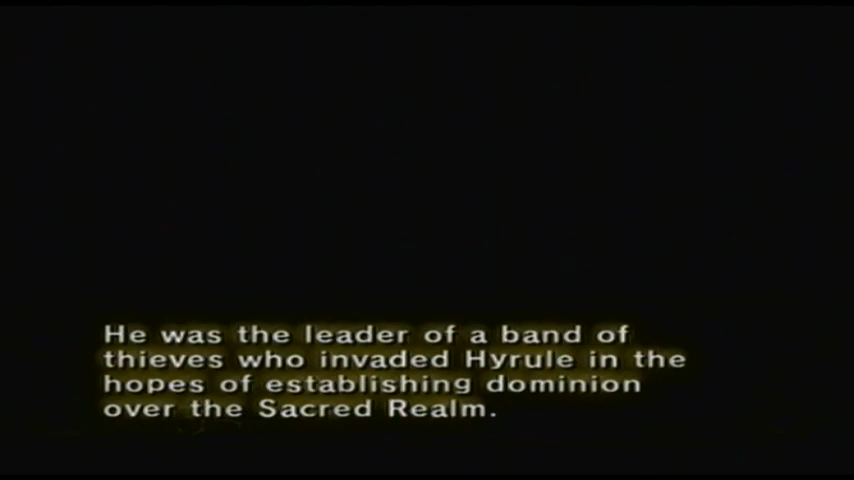 He was the leader of a band of
thieves who invaded Hyrule in the
hopes of establishing dominion
over the Sacred Realm.